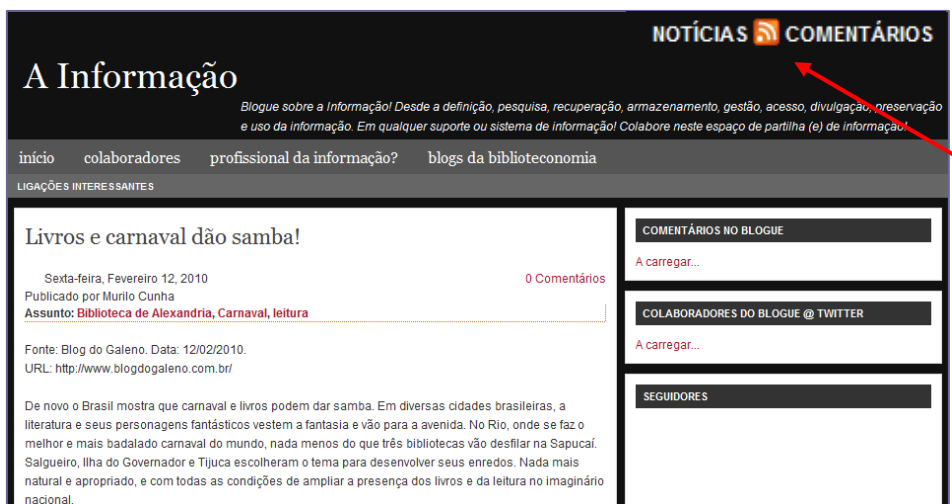 NOTÍCIAS COMENTÁRIOS
A Informação
Blogue sobre a Informação! Desde a definição, pesquisa, recuperação, armazenamento, gestão, acesso, divulgação, preservação
e uso da informação. Em qualquer suporte ou sistema de informação! Colabore neste espaço de partilha (e) de informação!
início colaboradores profissional da informação? blogs da biblioteconomia
LIGAÇÕES INTERESSANTES
Livros e carnaval dão samba!
Sexta-feira, Fevereiro 12, 2010 0 Comentários
Publicado por Murilo Cunha
Assunto: Biblioteca de Alexandria, Carnaval, leitura
Fonte: Blog do Galeno. Data: 12/02/2010.
URL: http://www.blogdogaleno.com.br/
De novo o Brasil mostra que carnaval e livros podem dar samba. Em diversas cidades brasileiras, a
literatura e seus personagens fantásticos vestem a fantasia e vão para a avenida. No Rio, onde se faz o
melhor e mais badalado carnaval do mundo, nada menos do que três bibliotecas vão desfilar na Sapucaí.
Salgueiro, Ilha do Governador e Tijuca escolheram o tema para desenvolver seus enredos. Nada mais
natural e apropriado, e com todas as condições de ampliar a presença dos livros e da leitura no imaginário
nacional.
COMENTÁRIOS NO BLOGUE
A carregar...
COLABORADORES DO BLOGUE @ TWITTER
A carregar...
SEGUIDORES